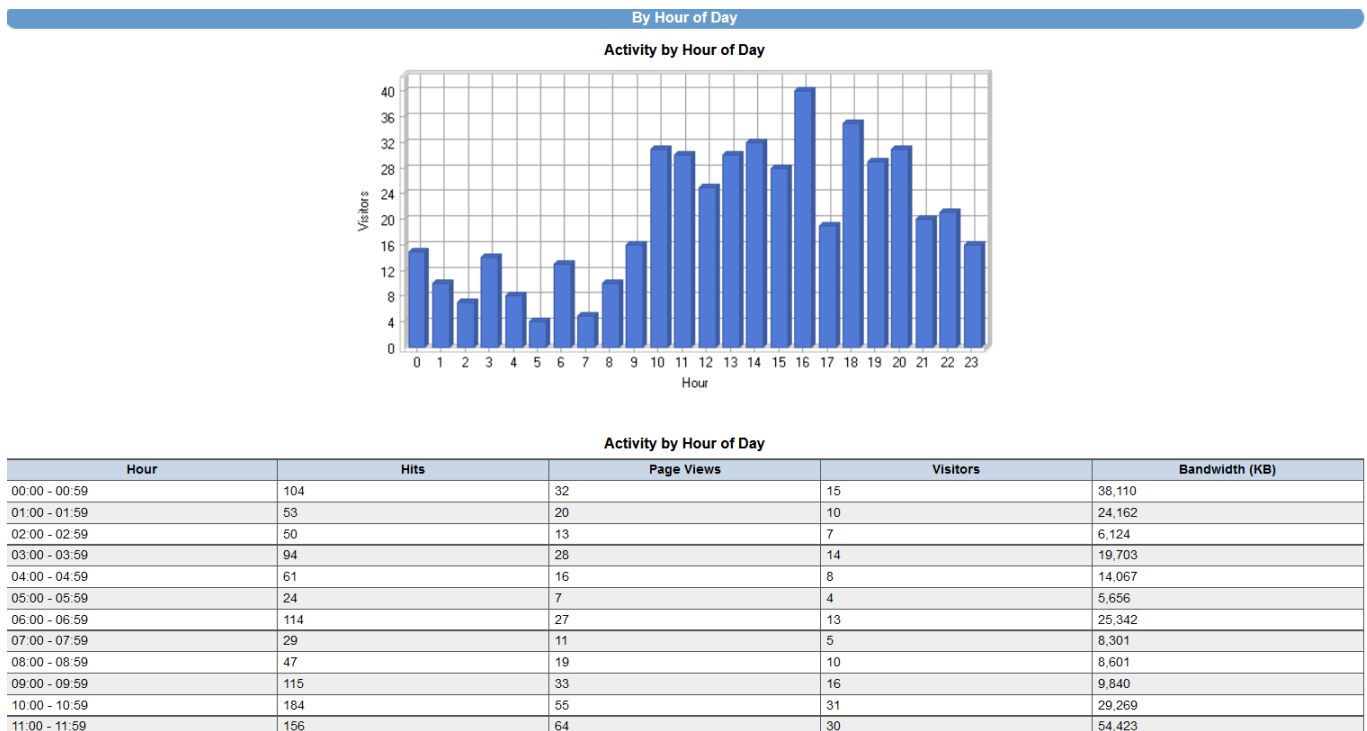 By Hour of Day
Activity by Hour of Day
40
36
32
28
24
20
16
12
8
4
0
Visitors
0 1 2 3 4 5 6 7 8 9 10 11 12 13 14 15 16 17 18 19 20 21 22 23
Hour
Activity by Hour of Day
Hour Hits Page Views Visitors Bandwidth (KB)
00:00 - 00:59 104 32 15 38,110
01:00 - 01:59 53 20 10 24,162
02:00 - 02:59 50 13 7 6,124
03:00 - 03:59 94 28 14 19,703
04:00 - 04:59 61 16 8 14,067
05:00 - 05:59 24 7 4 5,656
06:00 - 06:59 114 27 13 25,342
07:00 - 07:59 29 11 5 8,301
08:00 - 08:59 47 19 10 8,601
09:00 - 09:59 115 33 16 9,840
10:00 - 10:59 184 55 31 29,269
11:00 - 11:59 156 64 30 54,423